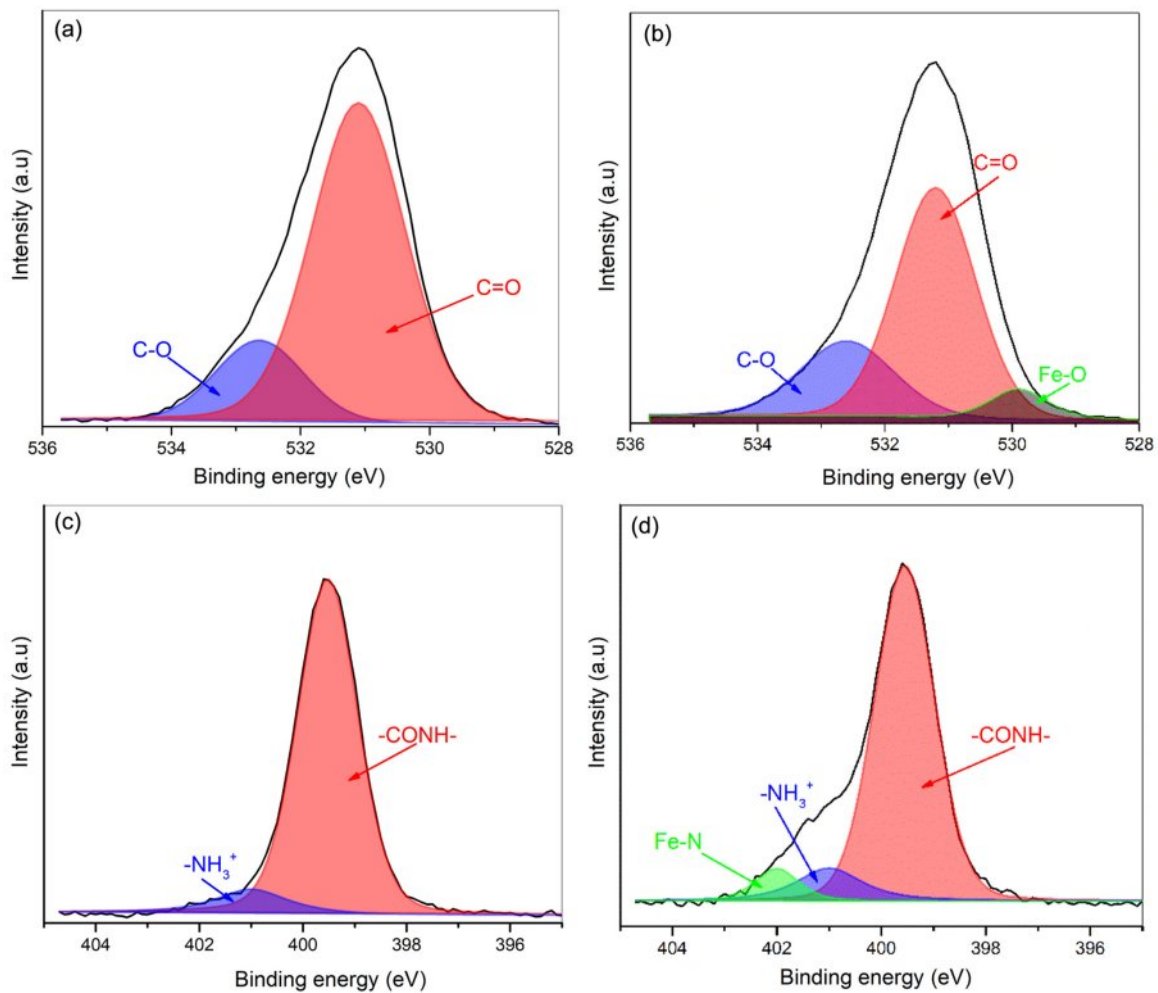 (a)
C-O
C=O
Intensity (a.u)
536 534 532 530 528
Binding energy (eV)
(b)
C=O
C-O
Fe-O
Intensity (a.u)
536 534 532 530 528
Binding energy (eV)
(c)
-CONH-
-NH₃⁺
Intensity (a.u)
404 402 400 398 396
Binding energy (eV)
(d)
-CONH-
-NH₃⁺
Fe-N
Intensity (a.u)
404 402 400 398 396
Binding energy (eV)